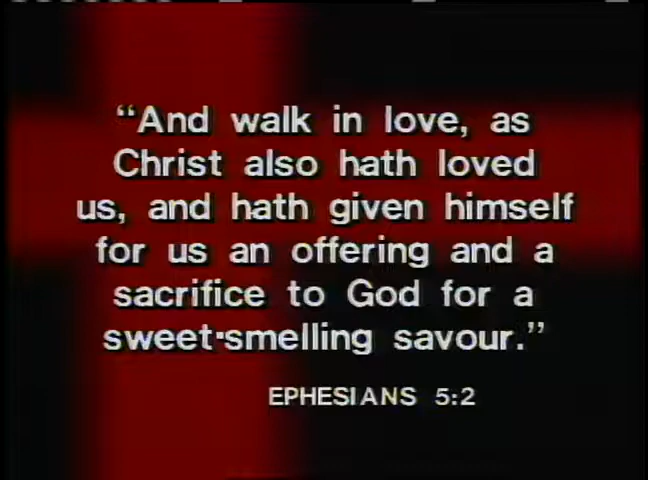 “And walk in love, as
Christ also hath loved
us, and hath given himself
for us an offering and a
sacrifice to God for a
sweet-smelling savour.”
EPHESIANS 5:2